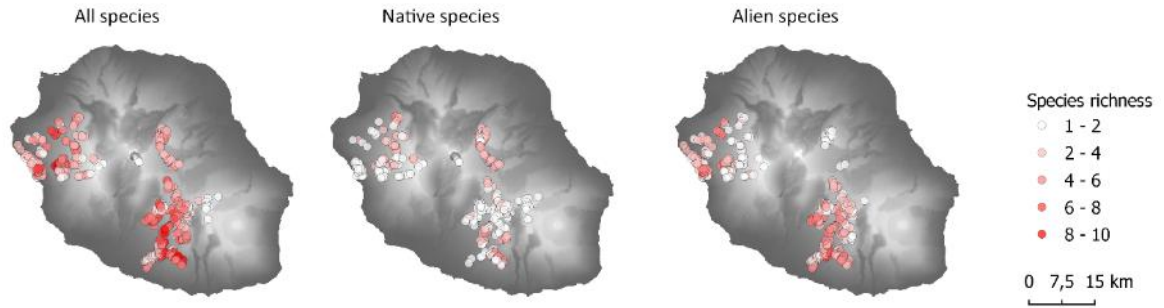 All species
Native species
Alien species
Species richness
1 - 2
2 - 4
4 - 6
6 - 8
8 - 10
0 7,5 15 km